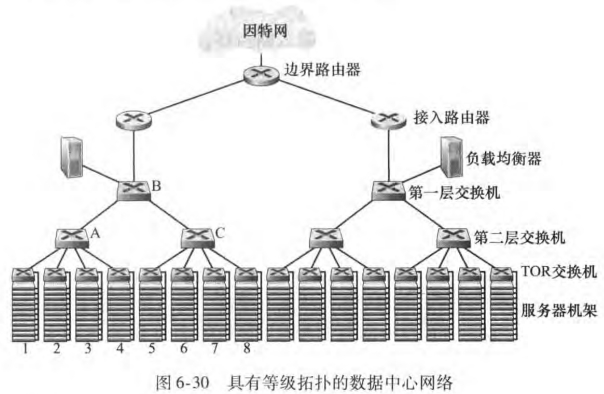 因特网
边界路由器
接入路由器
负载均衡器
B
第一层交换机
A
C
第二层交换机
TOR交换机
服务器机架
1 2 3 4 5 6 7 8
图 6-30 具有等级拓扑的数据中心网络